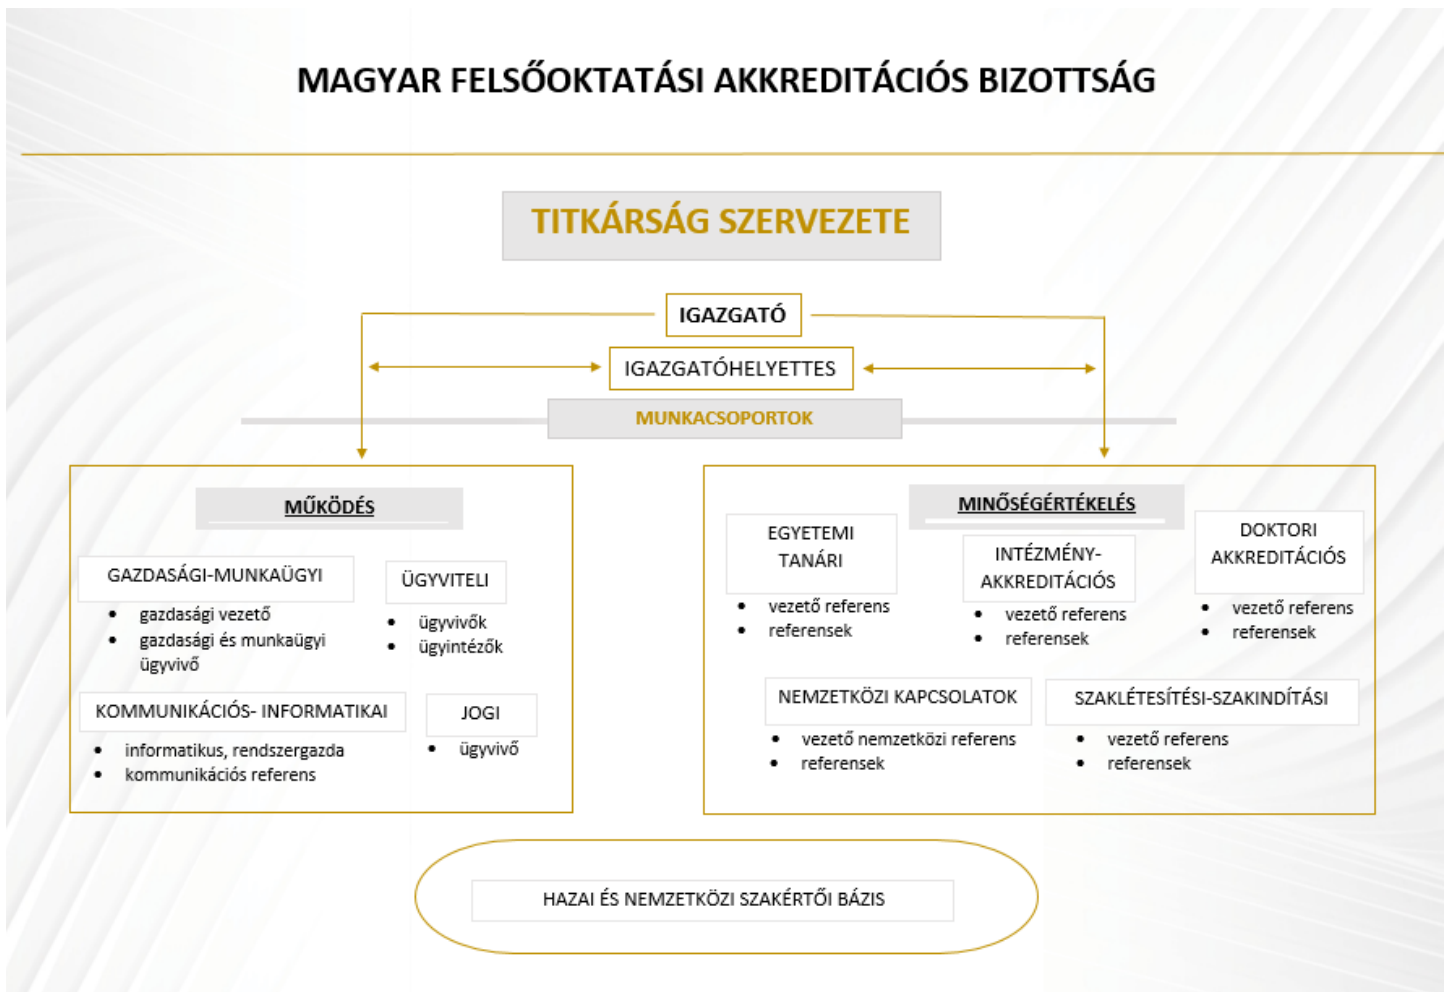 MAGYAR FELSŐOKTATÁSI AKKREDITÁCIÓS BIZOTTSÁG
TITKÁRSÁG SZERVEZETE
IGAZGATÓ
IGAZGATÓHELYETTES
MUNKACSOPORTOK
MŰKÖDÉS
GAZDASÁGI-MUNKAÜGYI
• gazdasági vezető
• gazdasági és munkaügyi
ügyvivő
ÜGYVITELI
• ügyvivők
• ügyintézők
KOMMUNIKÁCIÓS- INFORMATIKAI
• informatikus, rendszergazda
• kommunikációs referens
JOGI
• ügyvivő
MINŐSÉGÉRTÉKELÉS
EGYETEMI
TANÁRI
• vezető referens
• referensek
INTÉZMÉNY-
AKKREDITÁCIÓS
• vezető referens
• referensek
DOKTORI
AKKREDITÁCIÓS
• vezető referens
• referensek
NEMZETKÖZI KAPCSOLATOK
• vezető nemzetközi referens
• referensek
SZAKLÉTESÍTÉSI-SZAKINDÍTÁSI
• vezető referens
• referensek
HAZAI ÉS NEMZETKÖZI SZAKÉRTŐI BÁZIS